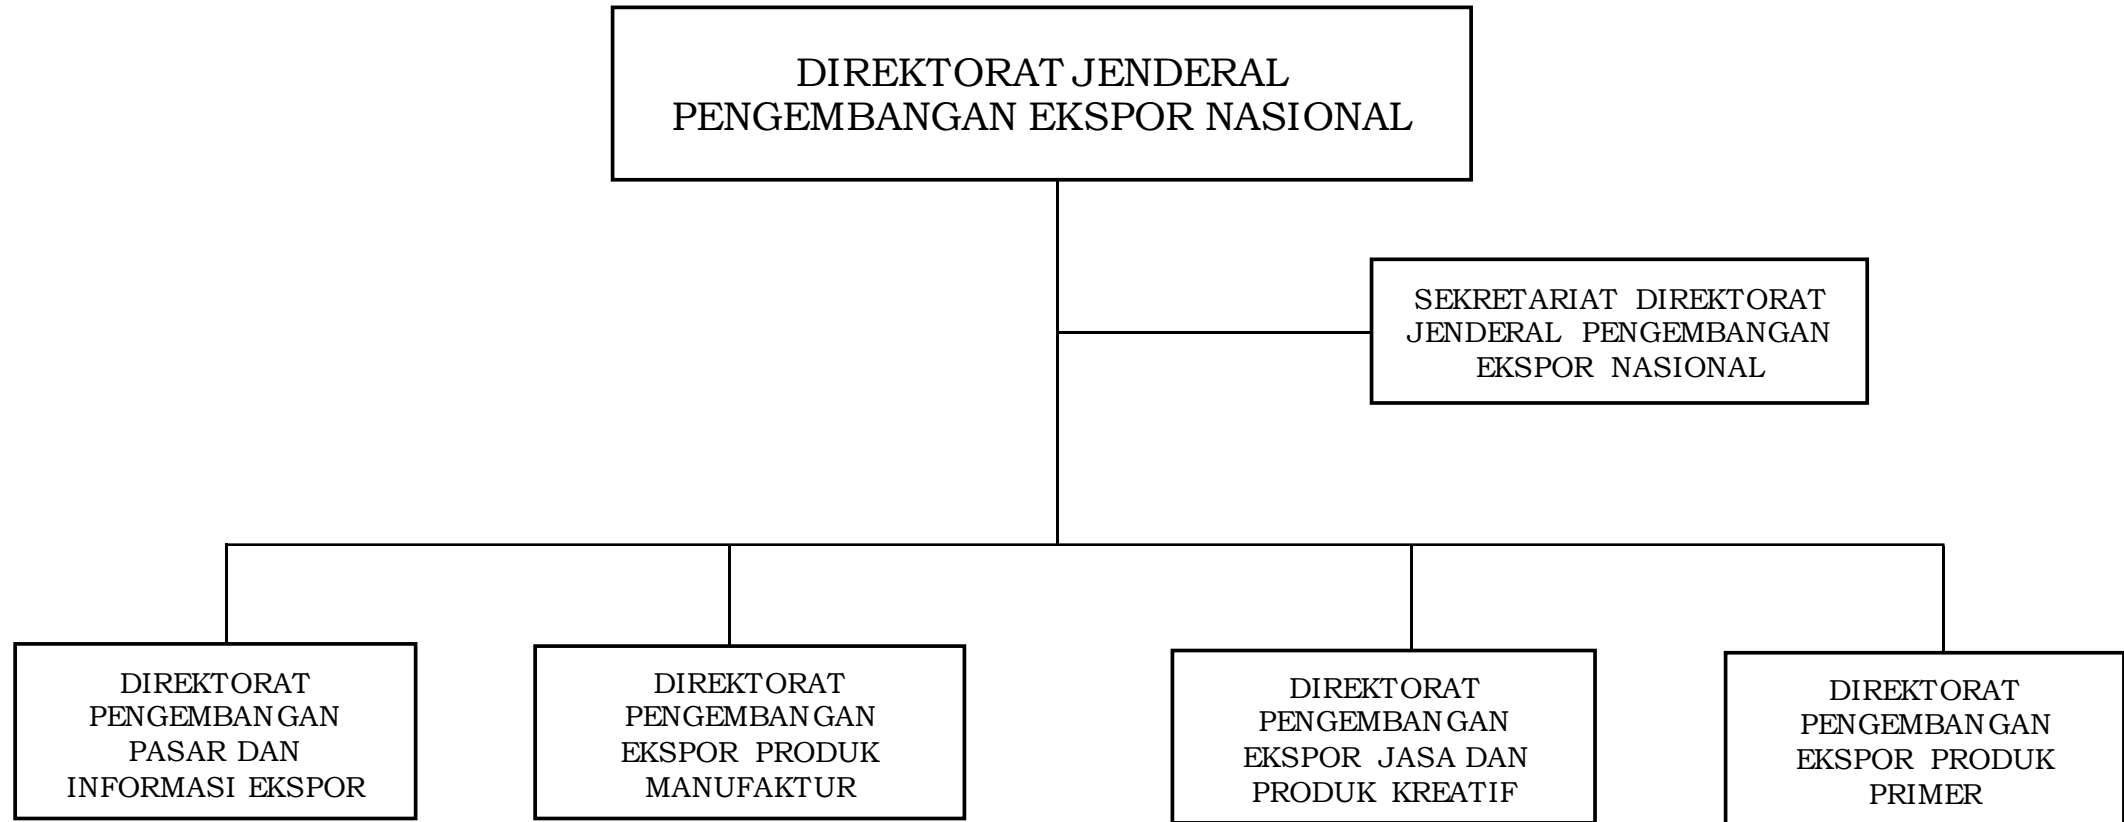 DIREKTORAT JENDERAL
PENGEMBANGAN EKSPOR NASIONAL
SEKRETARIAT DIREKTORAT
JENDERAL PENGEMBANGAN
EKSPOR NASIONAL
DIREKTORAT
PENGEMBANGAN
PASAR DAN
INFORMASI EKSPOR
DIREKTORAT
PENGEMBANGAN
EKSPOR PRODUK
MANUFAKTUR
DIREKTORAT
PENGEMBANGAN
EKSPOR JASA DAN
PRODUK KREATIF
DIREKTORAT
PENGEMBANGAN
EKSPOR PRODUK
PRIMER